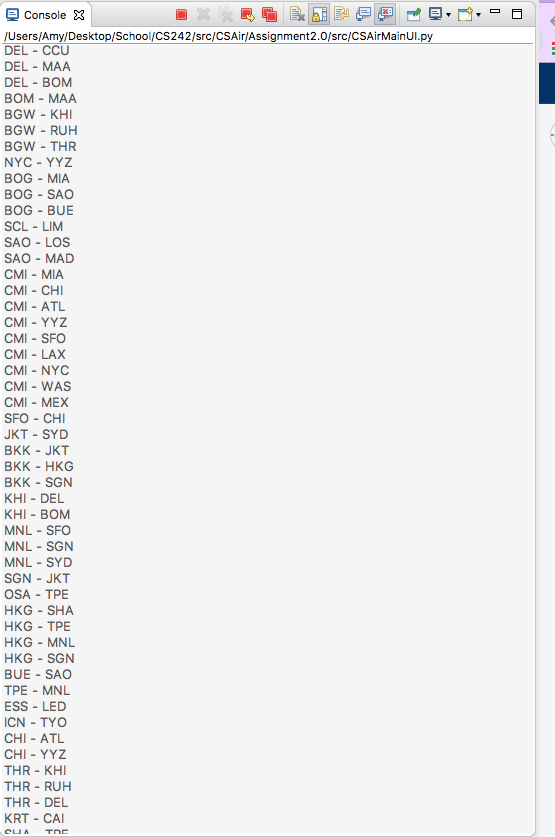 Console
/Users/Amy/Desktop/School/CS242/src/CSAir/Assignment2.0/src/CSAirMainUI.py
DEL - CCU
DEL - MAA
DEL - BOM
BOM - MAA
BGW - KHI
BGW - RUH
BGW - THR
NYC - YYZ
BOG - MIA
BOG - SAO
BOG - BUE
SCL - LIM
SAO - LOS
SAO - MAD
CMI - MIA
CMI - CHI
CMI - ATL
CMI - YYZ
CMI - SFO
CMI - LAX
CMI - NYC
CMI - WAS
CMI - MEX
SFO - CHI
JKT - SYD
BKK - JKT
BKK - HKG
BKK - SGN
KHI - DEL
KHI - BOM
MNL - SFO
MNL - SGN
MNL - SYD
SGN - JKT
OSA - TPE
HKG - SHA
HKG - TPE
HKG - MNL
HKG - SGN
BUE - SAO
TPE - MNL
ESS - LED
ICN - TYO
CHI - ATL
CHI - YYZ
THR - KHI
THR - RUH
THR - DEL
KRT - CAI
SHA - TPE